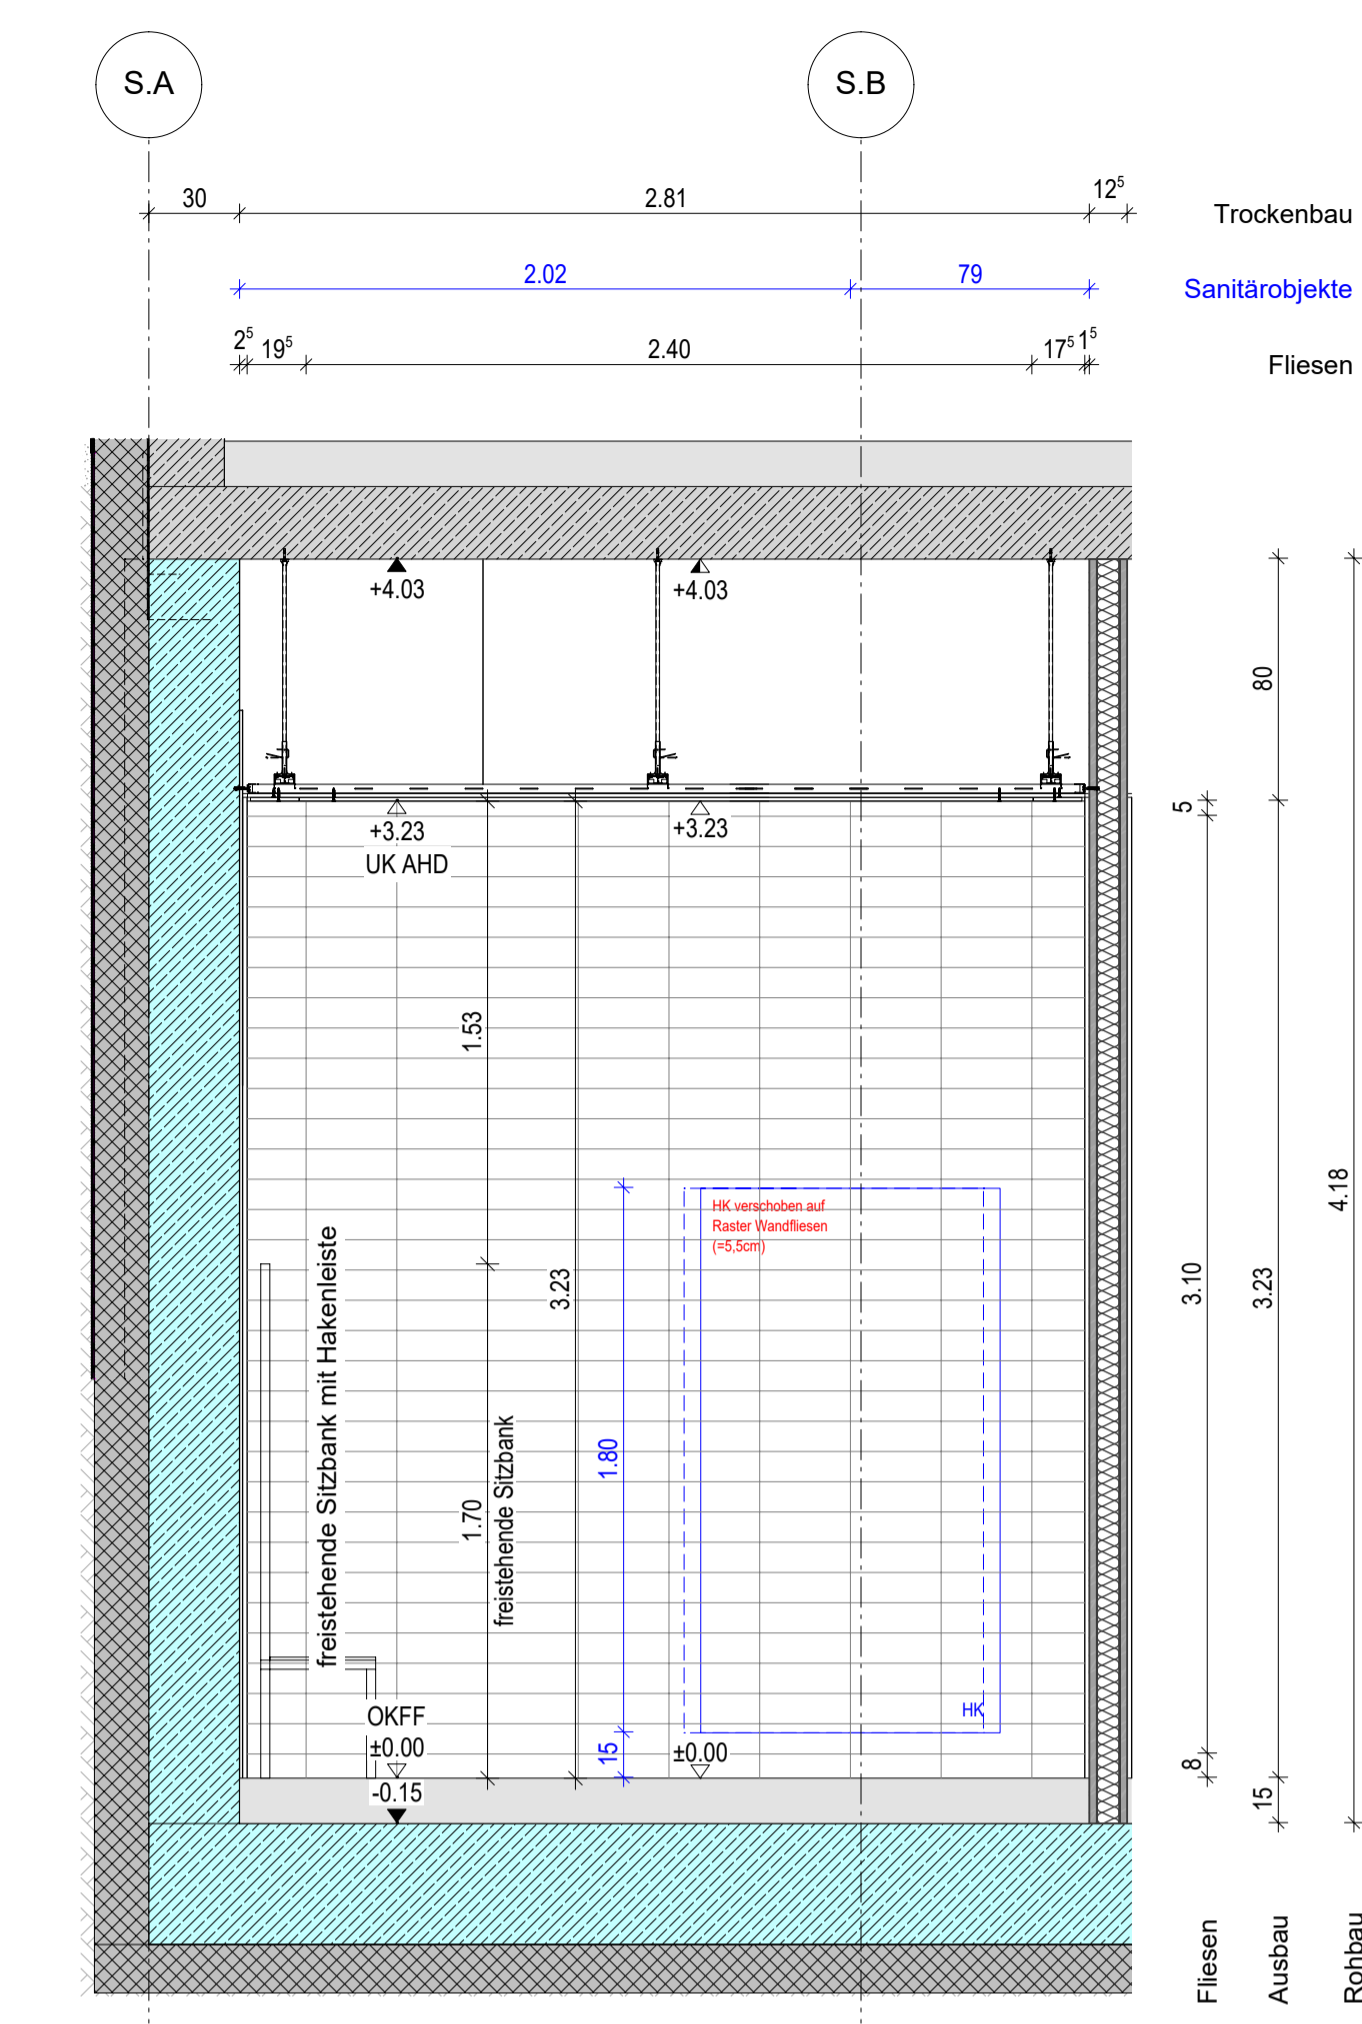 S.A
S.B
30
2.81
12⁵
Trockenbau
2.02
79
Sanitärobjekte
2⁵
19⁵
2.40
17⁵
1⁵
Fliesen
+4.03
+4.03
80
+3.23
UK AHD
+3.23
5
1.53
HK verschoben auf
Raster Wandfliesen
(=5,5cm)
4.18
3.23
3.10
3.23
freistehende Sitzbank mit Hakenleiste
1.70
freistehende Sitzbank
1.80
HK
OKFF
±0.00
-0.15
15
±0.00
8
15
Fliesen
Ausbau
Rohbau